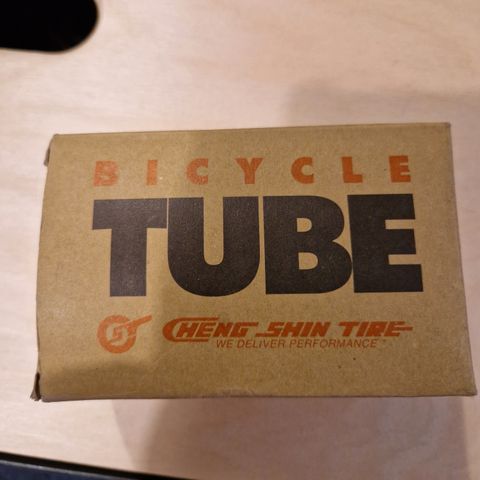 BICYCLE
TUBE
CHENG SHIN TIRE
WE DELIVER PERFORMANCE